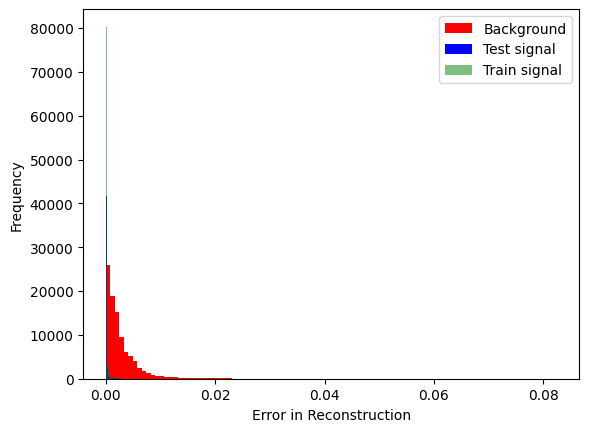 Background
Test signal
Train signal
80000
70000
60000
50000
40000
30000
20000
10000
0
Frequency
0.00 0.02 0.04 0.06 0.08
Error in Reconstruction